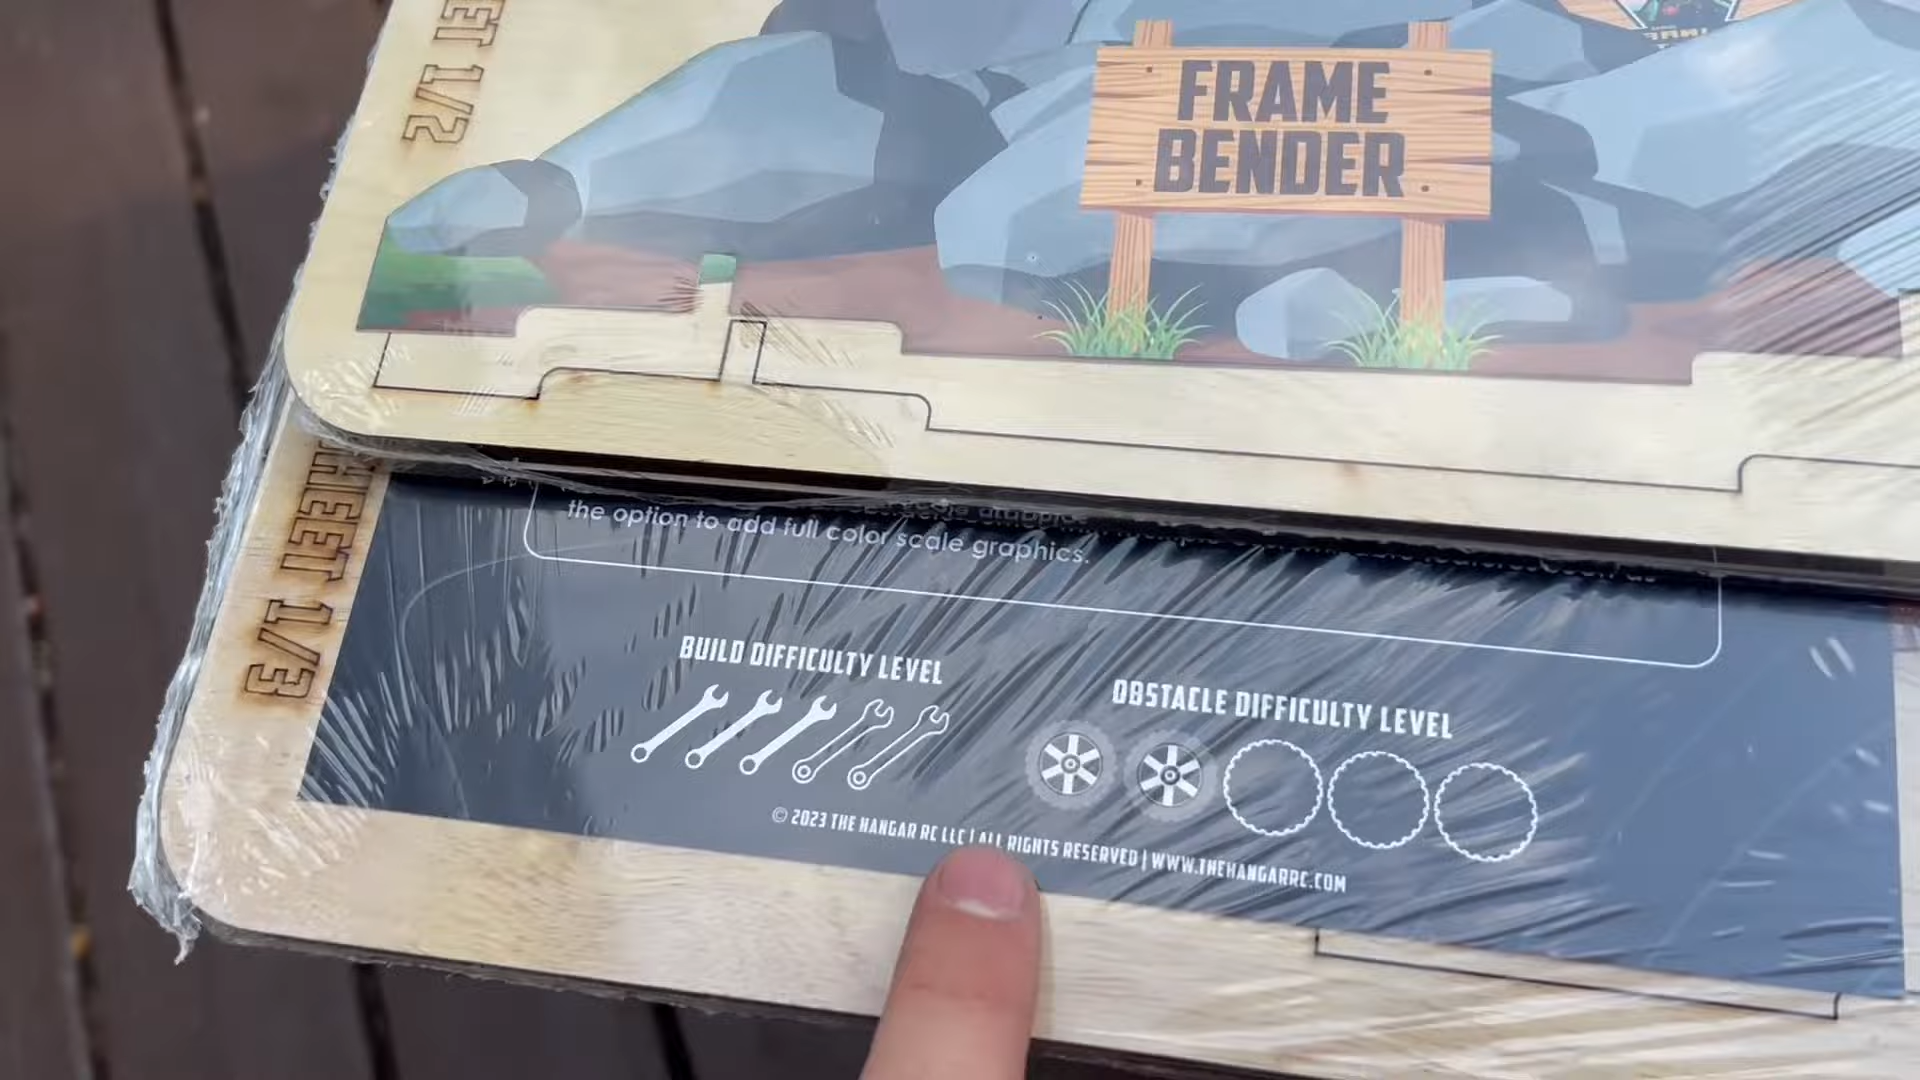 SHEET 1/2
FRAME
BENDER
SHEET 1/3
the option to add full color scale graphics.
BUILD DIFFICULTY LEVEL
OBSTACLE DIFFICULTY LEVEL
© 2023 THE HANGAR RC LLC | ALL RIGHTS RESERVED | WWW.THEHANGARRC.COM